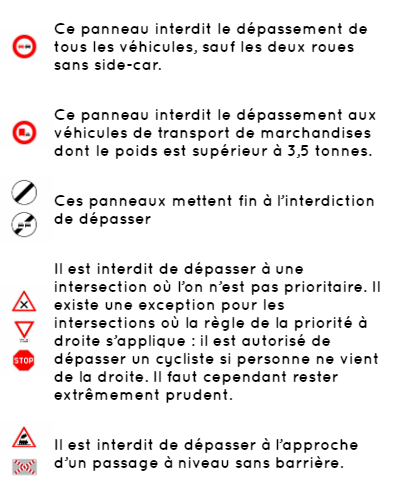 Ce panneau interdit le dépassement de
tous les véhicules, sauf les deux roues
sans side-car.
Ce panneau interdit le dépassement aux
véhicules de transport de marchandises
dont le poids est supérieur à 3,5 tonnes.
Ces panneaux mettent fin à l'interdiction
de dépasser
Il est interdit de dépasser à une
intersection où l'on n'est pas prioritaire. Il
existe une exception pour les
intersections où la règle de la priorité à
droite s'applique : il est autorisé de
dépasser un cycliste si personne ne vient
de la droite. Il faut cependant rester
extrêmement prudent.
STOP
Il est interdit de dépasser à l'approche
d'un passage à niveau sans barrière.